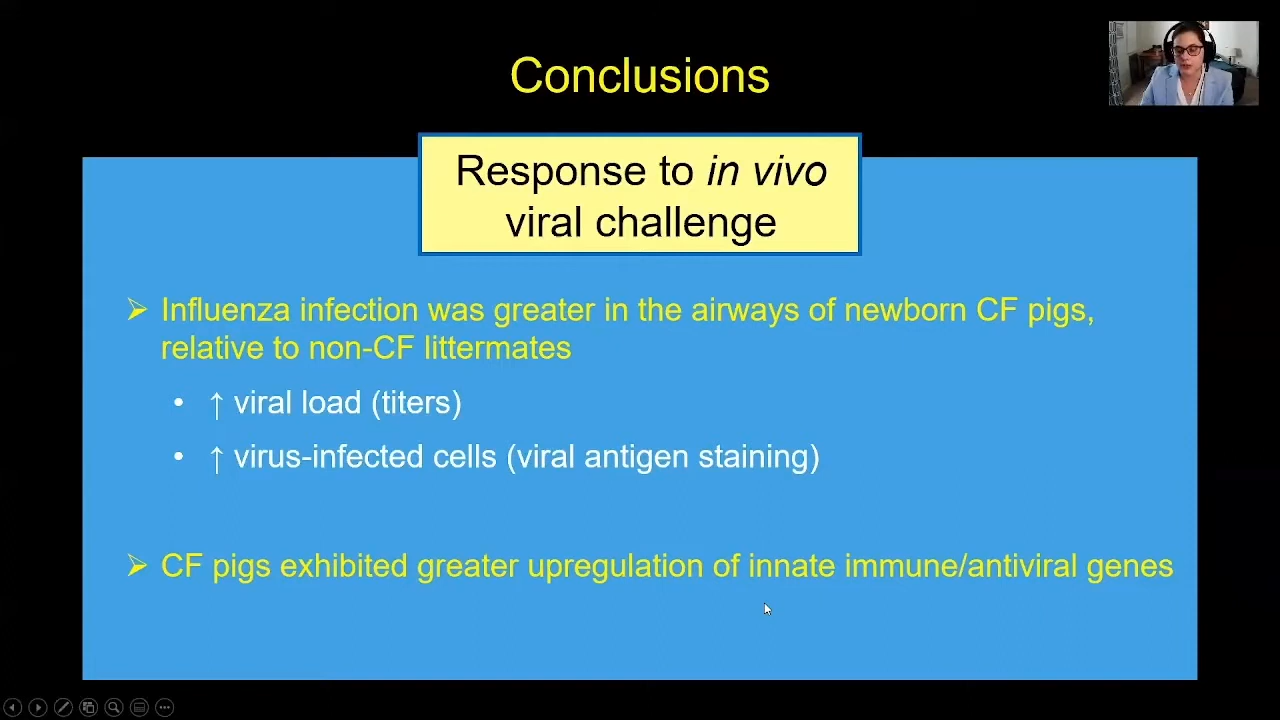 Conclusions
Response to in vivo
viral challenge
➢ Influenza infection was greater in the airways of newborn CF pigs,
relative to non-CF littermates
• ↑ viral load (titers)
• ↑ virus-infected cells (viral antigen staining)
➢ CF pigs exhibited greater upregulation of innate immune/antiviral genes